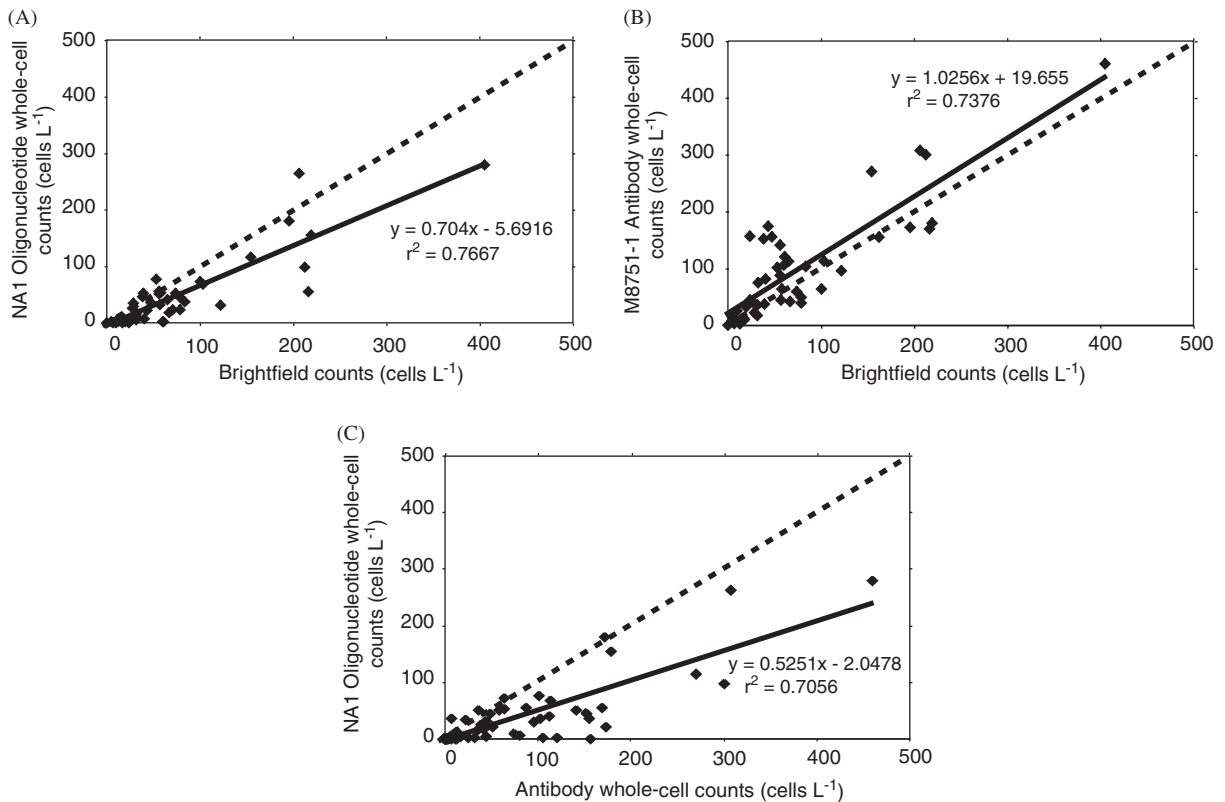 (A)
NA1 Oligonucleotide whole-cell
counts (cells L⁻¹)
500
400
300
200
100
0
y = 0.704x - 5.6916
r² = 0.7667
0 100 200 300 400 500
Brightfield counts (cells L⁻¹)
(B)
M8751-1 Antibody whole-cell
counts (cells L⁻¹)
500
400
300
200
100
0
y = 1.0256x + 19.655
r² = 0.7376
0 100 200 300 400 500
Brightfield counts (cells L⁻¹)
(C)
NA1 Oligonucleotide whole-cell
counts (cells L⁻¹)
500
400
300
200
100
0
y = 0.5251x - 2.0478
r² = 0.7056
0 100 200 300 400 500
Antibody whole-cell counts (cells L⁻¹)